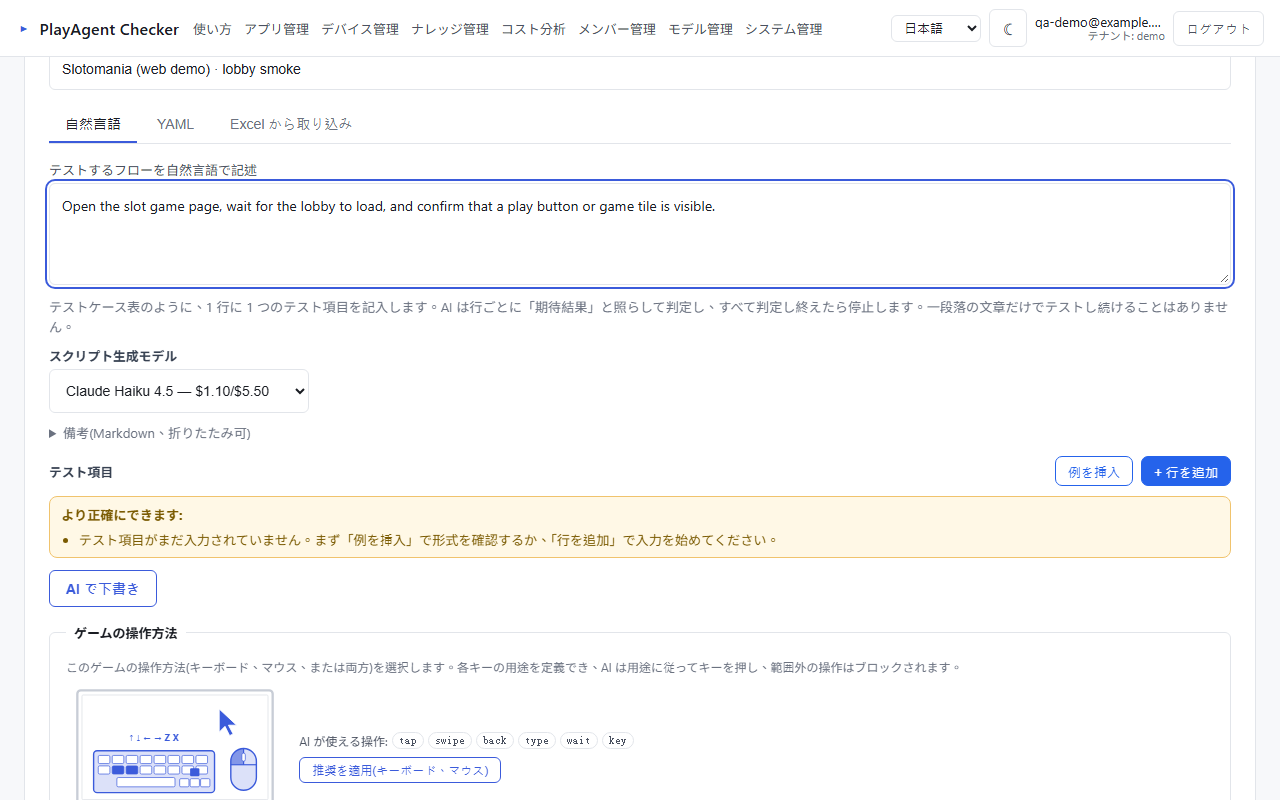 PlayAgent Checker 使い方 アプリ管理 デバイス管理 ナレッジ管理 コスト分析 メンバー管理 モデル管理 システム管理 日本語 qa-demo@example.... ログアウト
テナント: demo
Slotomania (web demo) · lobby smoke
自然言語 YAML Excel から取り込み
テストするフローを自然言語で記述
Open the slot game page, wait for the lobby to load, and confirm that a play button or game tile is visible.
テストケース表のように、1 行に 1 つのテスト項目を記入します。AI は行ごとに「期待結果」と照らして判定し、すべて判定し終えたら停止します。一段落の文章だけでテストし続けることはありませ
ん。
スクリプト生成モデル
Claude Haiku 4.5 — $1.10/$5.50
備考(Markdown、折りたたみ可)
テスト項目 例を挿入 + 行を追加
より正確にできます:
• テスト項目がまだ入力されていません。まず「例を挿入」で形式を確認するか、「行を追加」で入力を始めてください。
AI で下書き
ゲームの操作方法
このゲームの操作方法(キーボード、マウス、または両方)を選択します。各キーの用途を定義でき、AI は用途に従ってキーを押し、範囲外の操作はブロックされます。
↑↓←→ Z X
AI が使える操作: tap swipe back type wait key
推奨を適用(キーボード、マウス)